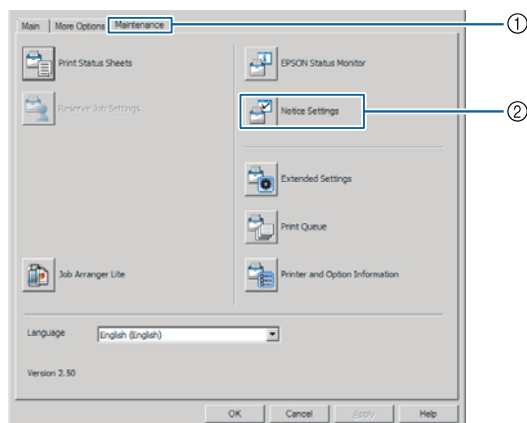 Main More Options Maintenance
①
Print Status Sheets
EPSON Status Monitor
Reserve Job Settings
Notice Settings
②
Extended Settings
Print Queue
Job Arranger Lite
Printer and Option Information
Language
English (English)
Version 2.50
OK Cancel Apply Help